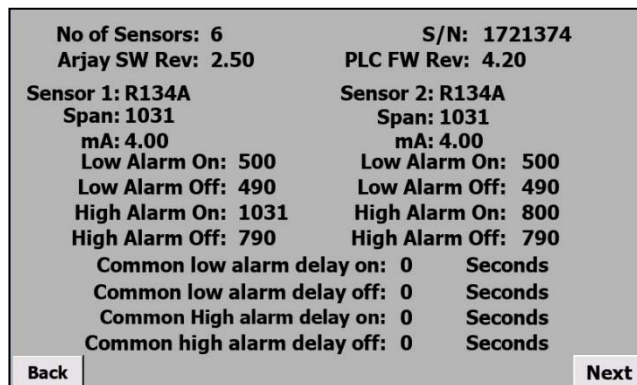 No of Sensors: 6 S/N: 1721374
Arjay SW Rev: 2.50 PLC FW Rev: 4.20
Sensor 1: R134A Sensor 2: R134A
Span: 1031 Span: 1031
mA: 4.00 mA: 4.00
Low Alarm On: 500 Low Alarm On: 500
Low Alarm Off: 490 Low Alarm Off: 490
High Alarm On: 1031 High Alarm On: 800
High Alarm Off: 790 High Alarm Off: 790
Common low alarm delay on: 0 Seconds
Common low alarm delay off: 0 Seconds
Common High alarm delay on: 0 Seconds
Common high alarm delay off: 0 Seconds
Back Next